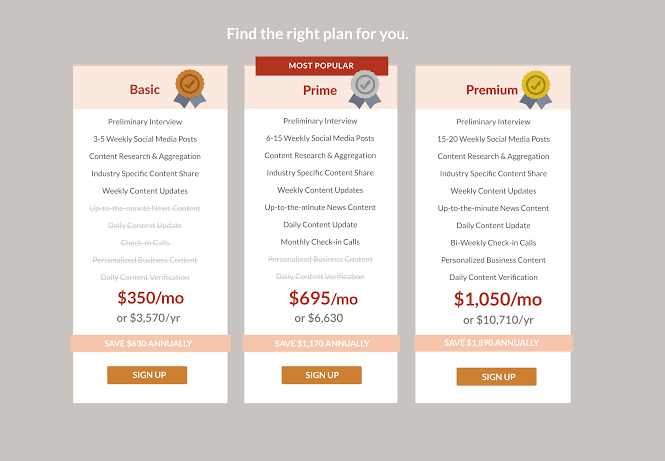 Find the right plan for you.
Basic
Preliminary Interview
3-5 Weekly Social Media Posts
Content Research & Aggregation
Industry Specific Content Share
Weekly Content Updates
Up-to-the-minute News Content
Daily Content Update
Check-in Calls
Personalized Business Content
Daily Content Verification
$350/mo
or $3,570/yr
SAVE $630 ANNUALLY
SIGN UP
MOST POPULAR
Prime
Preliminary Interview
6-15 Weekly Social Media Posts
Content Research & Aggregation
Industry Specific Content Share
Weekly Content Updates
Up-to-the-minute News Content
Daily Content Update
Monthly Check-in Calls
Personalized Business Content
Daily Content Verification
$695/mo
or $6,630
SAVE $1,170 ANNUALLY
SIGN UP
Premium
Preliminary Interview
15-20 Weekly Social Media Posts
Content Research & Aggregation
Industry Specific Content Share
Weekly Content Updates
Up-to-the-minute News Content
Daily Content Update
Bi-Weekly Check-in Calls
Personalized Business Content
Daily Content Verification
$1,050/mo
or $10,710/yr
SAVE $1,890 ANNUALLY
SIGN UP